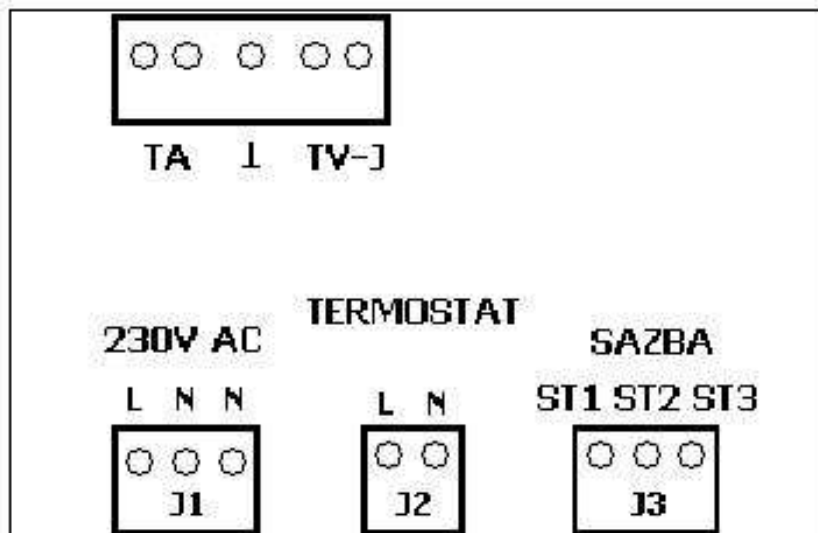 TA ⊥ TV-J
TERMOSTAT
230V AC
SAZBA
L N N
L N
ST1 ST2 ST3
J1
J2
J3